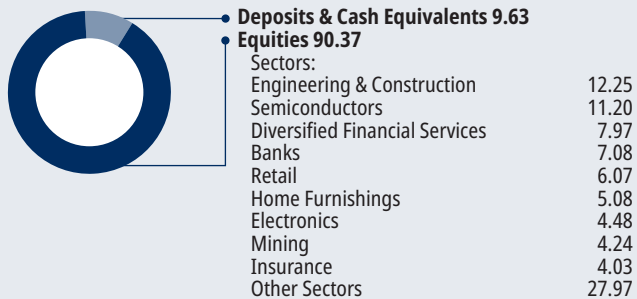 Deposits & Cash Equivalents 9.63
Equities 90.37
Sectors:
Engineering & Construction 12.25
Semiconductors 11.20
Diversified Financial Services 7.97
Banks 7.08
Retail 6.07
Home Furnishings 5.08
Electronics 4.48
Mining 4.24
Insurance 4.03
Other Sectors 27.97